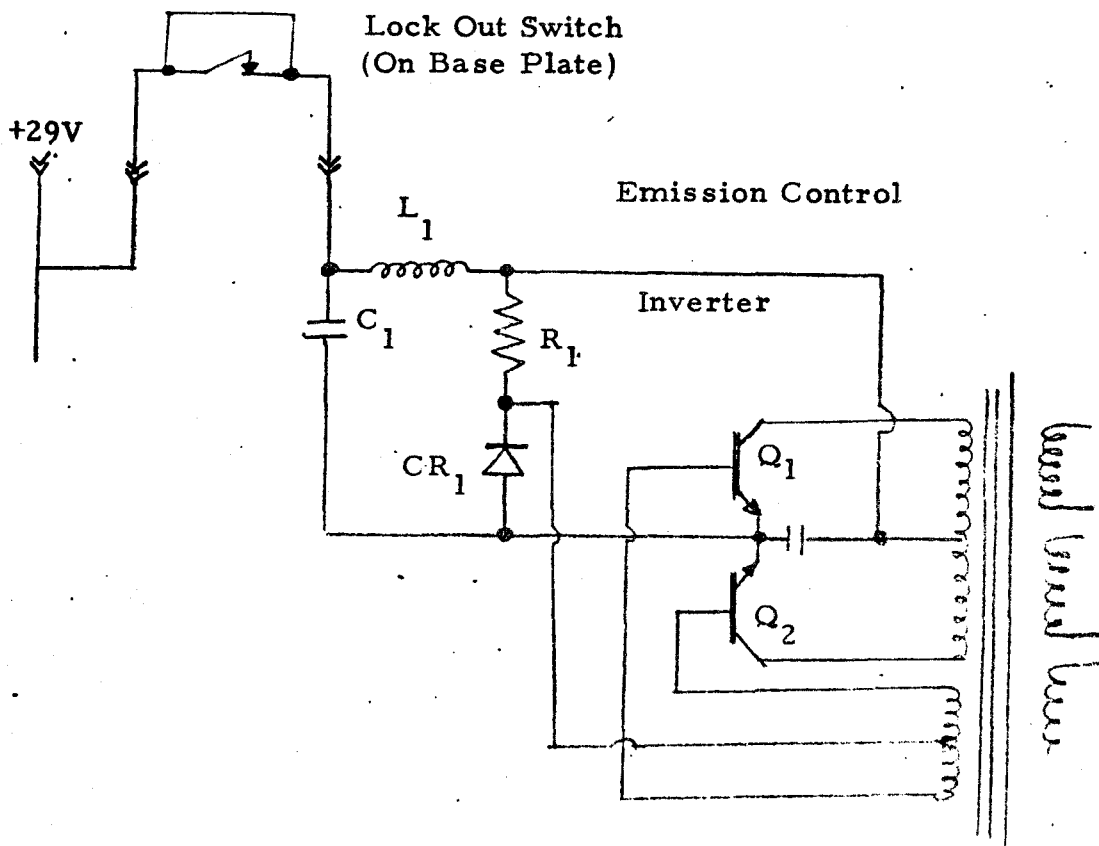 Lock Out Switch
(On Base Plate)
+29V
Emission Control
L1
Inverter
C1
R1
CR1
Q1
Q2